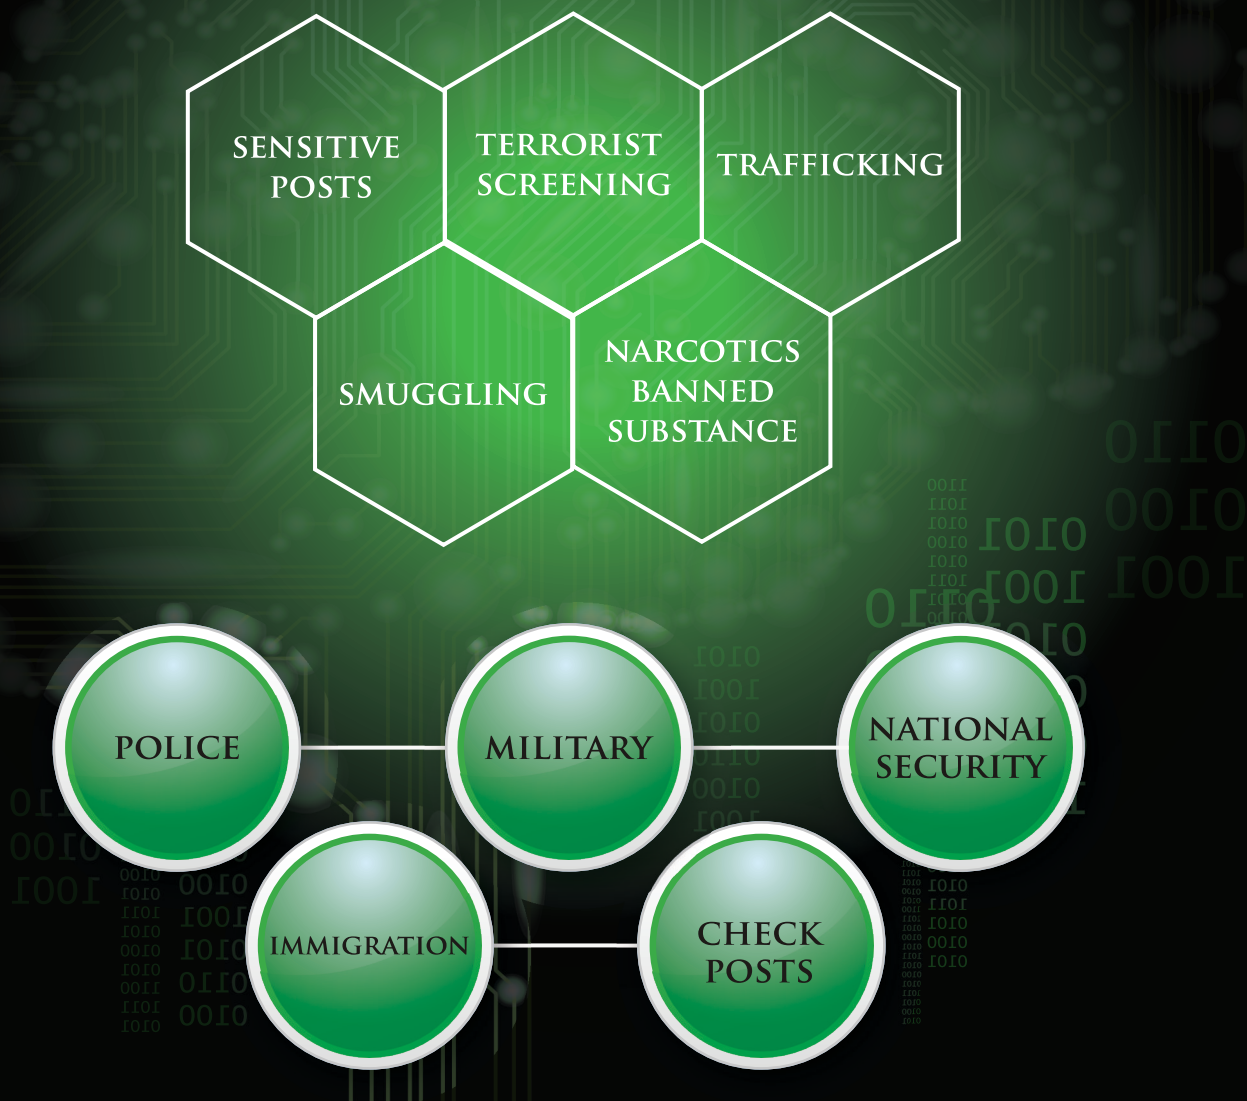 SENSITIVE
POSTS
TERRORIST
SCREENING
TRAFFICKING
SMUGGLING
NARCOTICS
BANNED
SUBSTANCE
POLICE
MILITARY
NATIONAL
SECURITY
IMMIGRATION
CHECK
POSTS